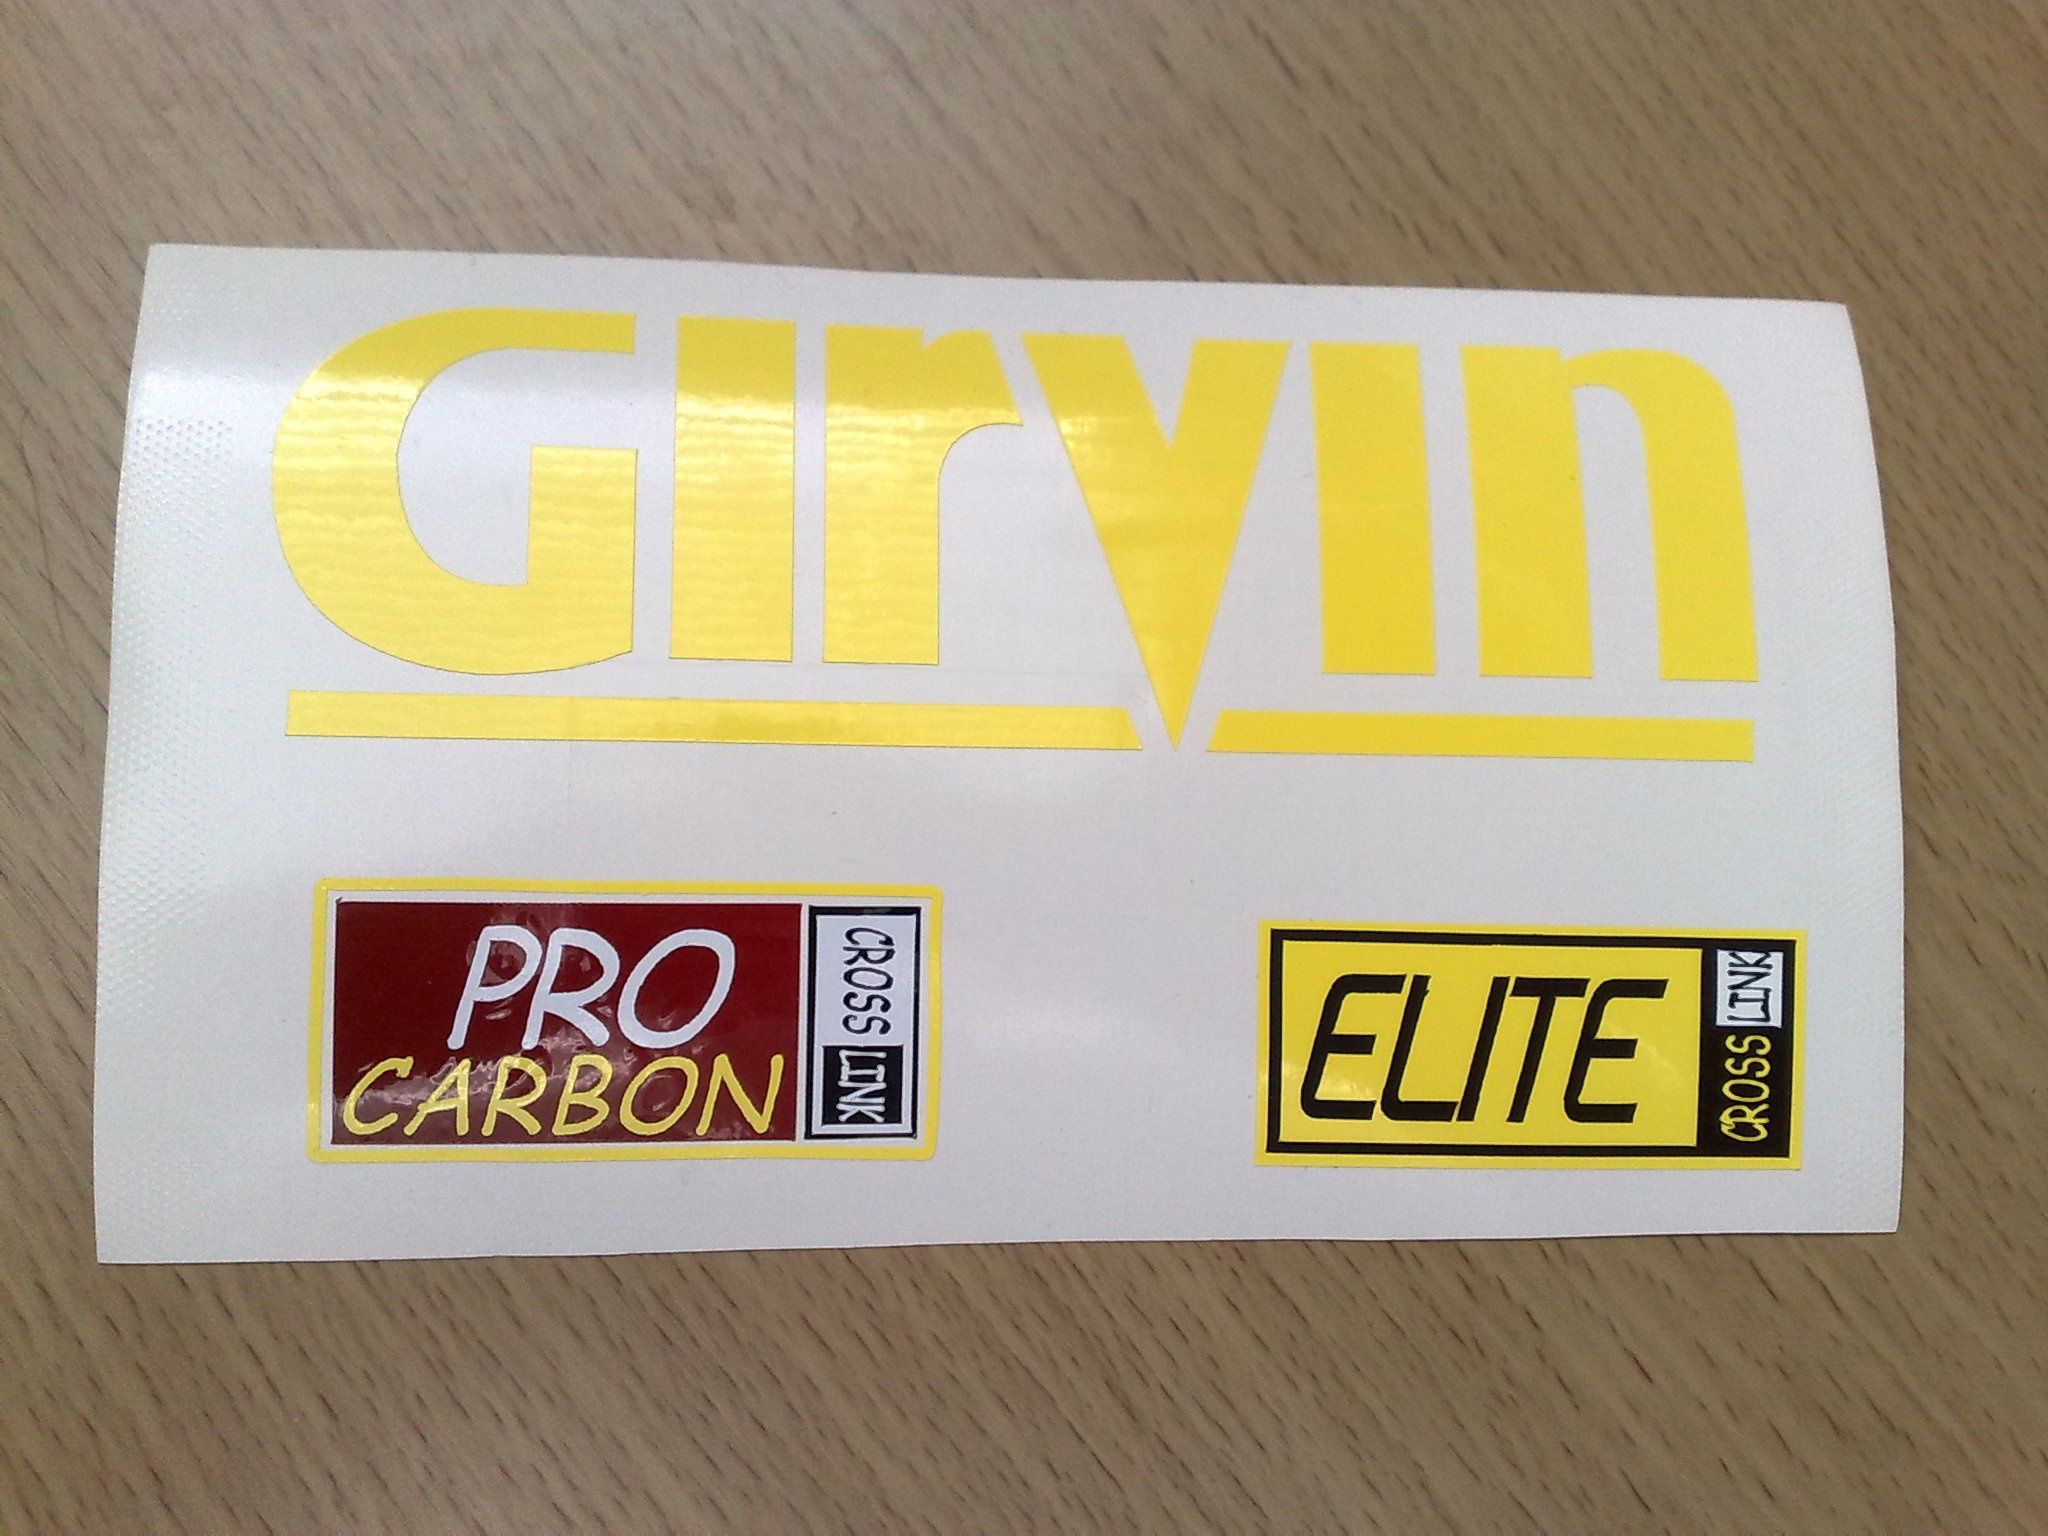 GIrvIn
PRO
CARBON
CROSS LINK
ELITE
CROSS LINK